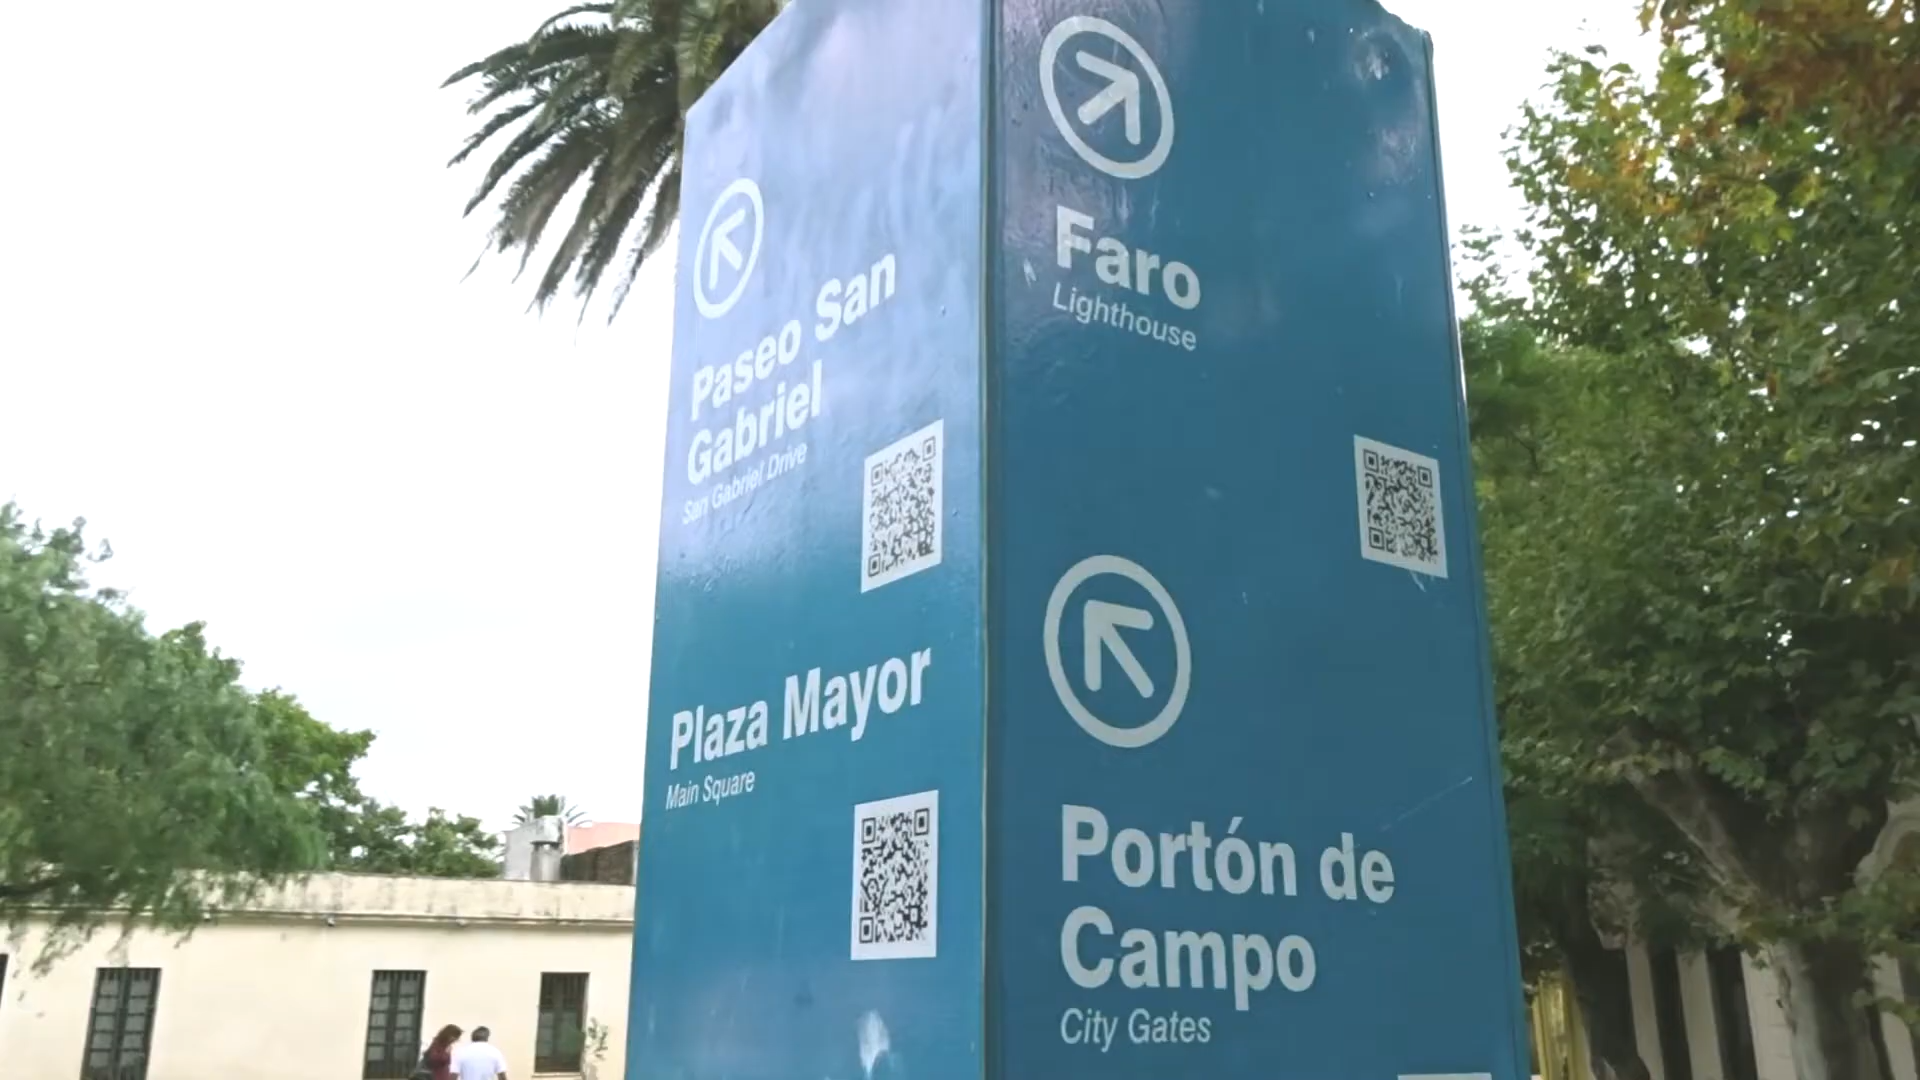 Paseo San
Gabriel
San Gabriel Drive
Plaza Mayor
Main Square
Faro
Lighthouse
Portón de
Campo
City Gates